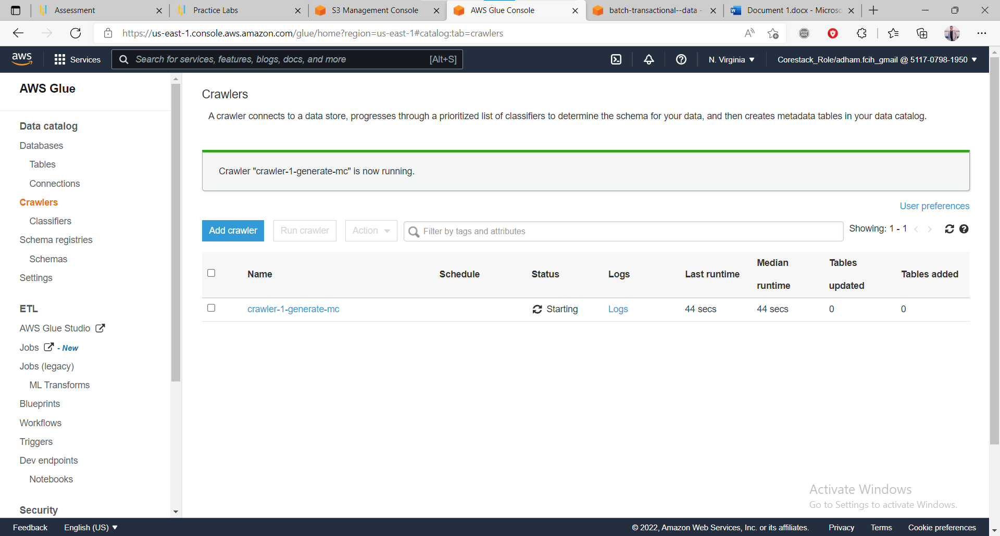 Assessment
Practice Labs
S3 Management Console
AWS Glue Console
batch-transactional--data -
Document 1.docx - Microso
https://us-east-1.console.aws.amazon.com/glue/home?region=us-east-1#catalog:tab=crawlers
aws
Services
Search for services, features, blogs, docs, and more
[Alt+S]
N. Virginia
Corestack_Role/adham.fcih_gmail @ 5117-0798-1950
AWS Glue
Data catalog
Databases
Tables
Connections
Crawlers
Classifiers
Schema registries
Schemas
Settings
ETL
AWS Glue Studio
Jobs - New
Jobs (legacy)
ML Transforms
Blueprints
Workflows
Triggers
Dev endpoints
Notebooks
Security
Crawlers
A crawler connects to a data store, progresses through a prioritized list of classifiers to determine the schema for your data, and then creates metadata tables in your data catalog.
Crawler "crawler-1-generate-mc" is now running.
User preferences
Add crawler
Run crawler
Action
Filter by tags and attributes
Showing: 1 - 1
Name
Schedule
Status
Logs
Last runtime
Median runtime
Tables updated
Tables added
crawler-1-generate-mc
Starting
Logs
44 secs
44 secs
0
0
Activate Windows
Go to Settings to activate Windows.
Feedback
English (US)
© 2022, Amazon Web Services, Inc. or its affiliates.
Privacy
Terms
Cookie preferences